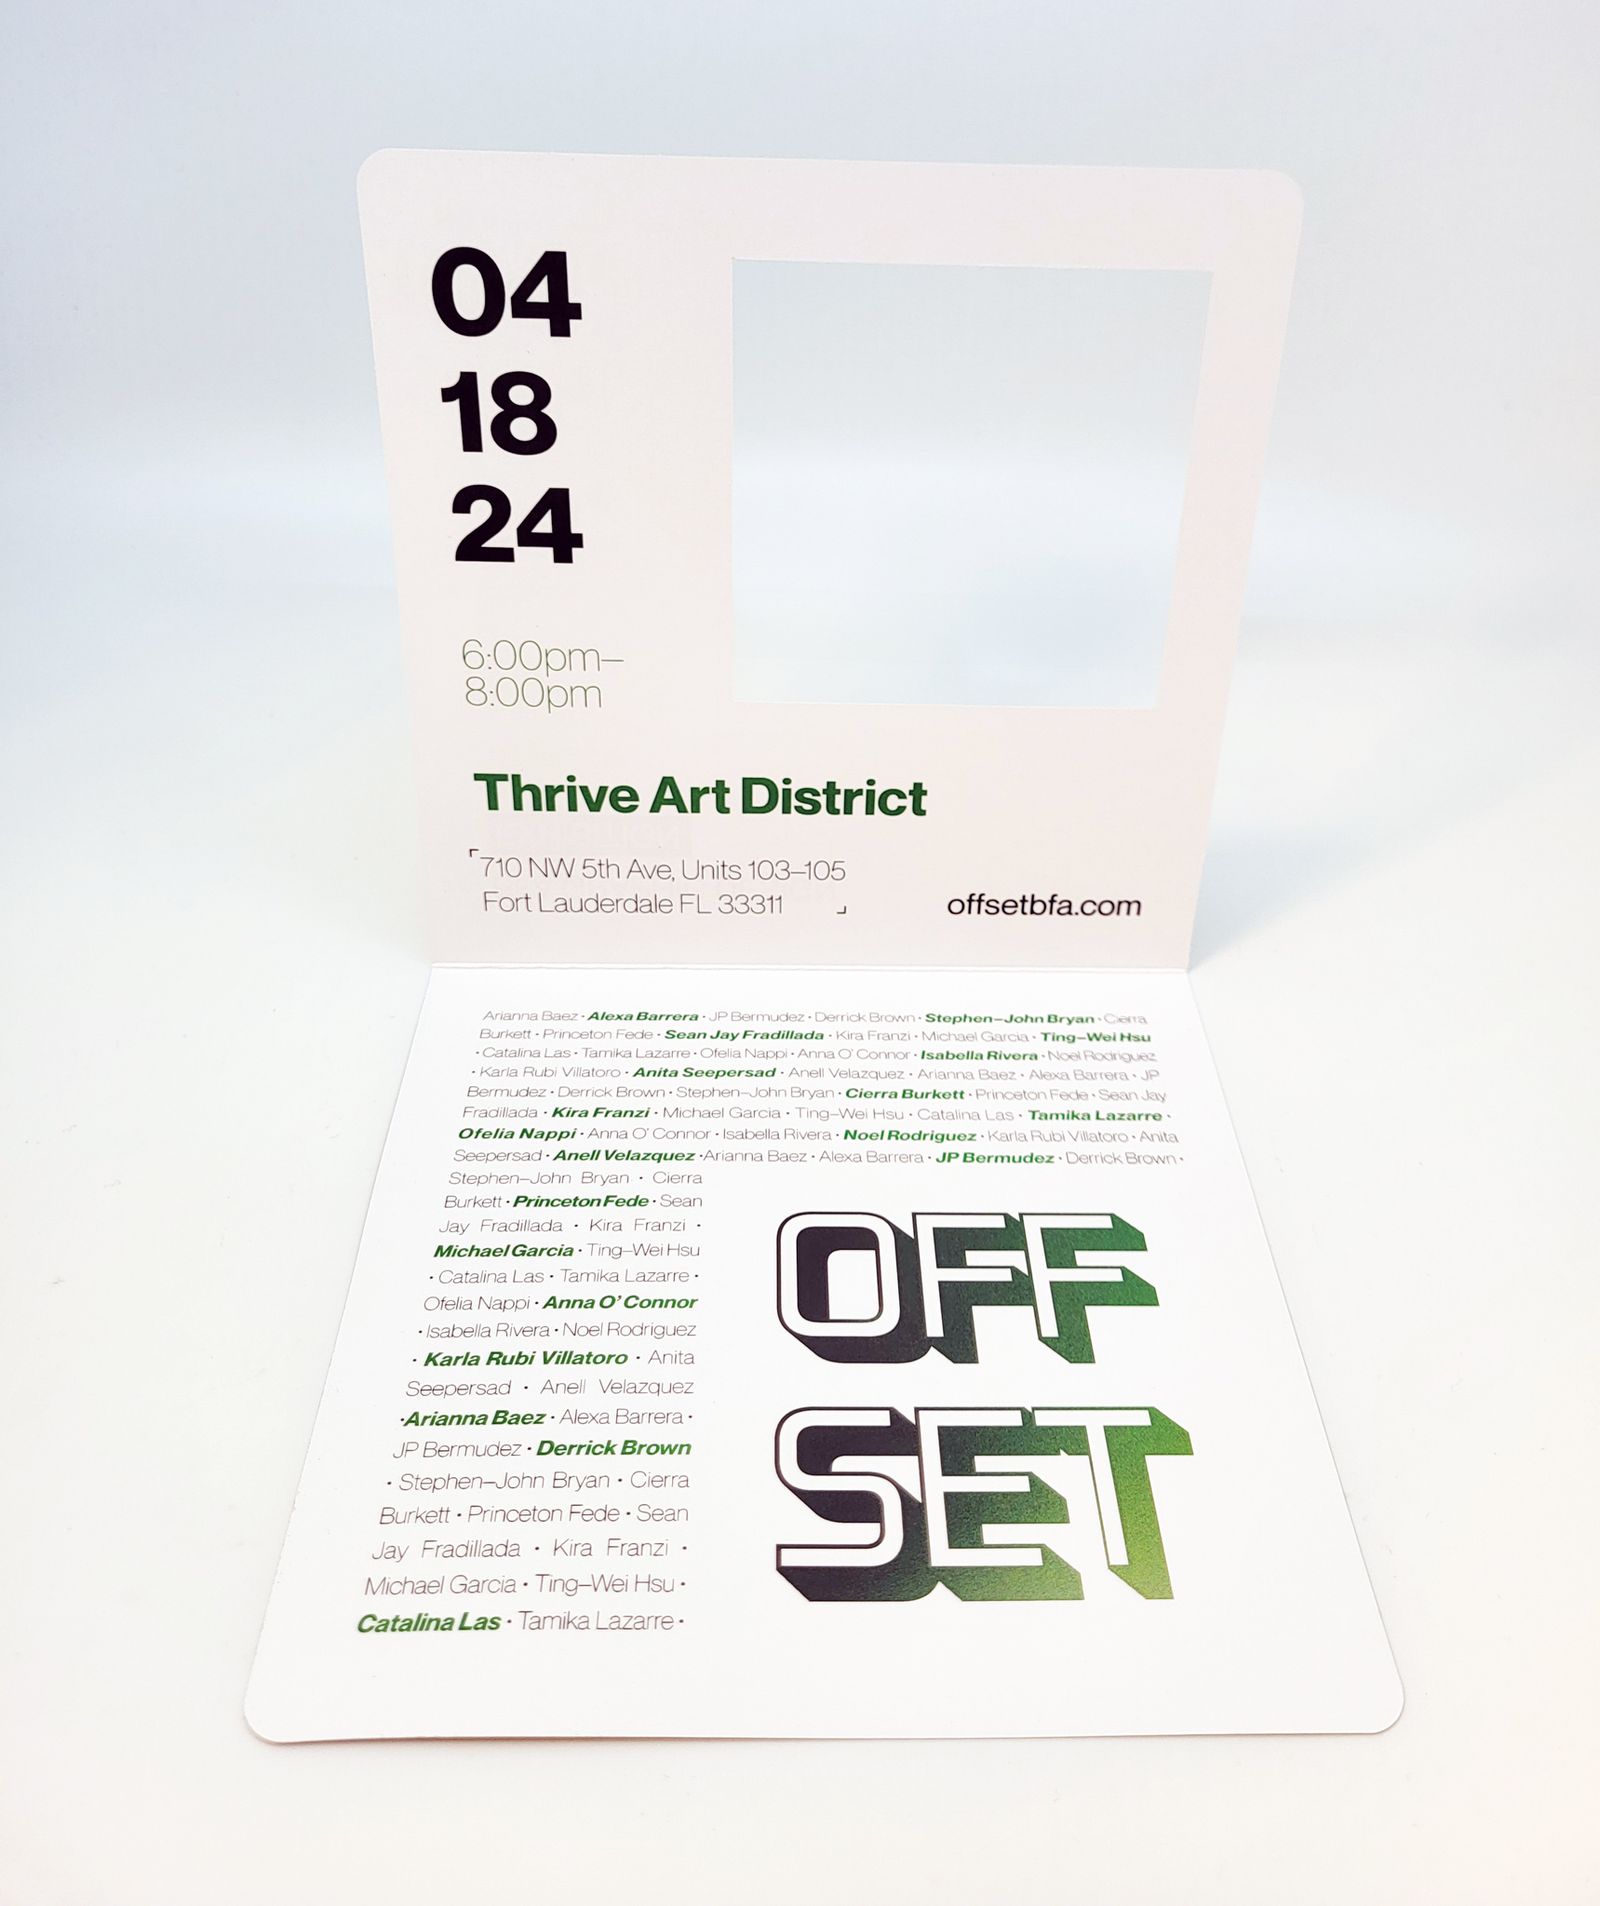 04
18
24
6:00pm–
8:00pm
Thrive Art District
710 NW 5th Ave, Units 103–105
Fort Lauderdale FL 33311
offsetbfa.com
Arianna Baez · Alexa Barrera · JP Bermudez · Derrick Brown · Stephen–John Bryan · Cierra
Burkett · Princeton Fede · Sean Jay Fradillada · Kira Franzi · Michael Garcia · Ting–Wei Hsu
· Catalina Las · Tamika Lazarre · Ofelia Nappi · Anna O' Connor · Isabella Rivera · Noel Rodriguez
· Karla Rubi Villatoro · Anita Seepersad · Anell Velazquez · Arianna Baez · Alexa Barrera · JP
Bermudez · Derrick Brown · Stephen–John Bryan · Cierra Burkett · Princeton Fede · Sean Jay
Fradillada · Kira Franzi · Michael Garcia · Ting–Wei Hsu · Catalina Las · Tamika Lazarre ·
Ofelia Nappi · Anna O' Connor · Isabella Rivera · Noel Rodriguez · Karla Rubi Villatoro · Anita
Seepersad · Anell Velazquez ·Arianna Baez · Alexa Barrera · JP Bermudez · Derrick Brown ·
Stephen–John Bryan · Cierra
Burkett · Princeton Fede · Sean
Jay Fradillada · Kira Franzi ·
Michael Garcia · Ting–Wei Hsu
· Catalina Las · Tamika Lazarre ·
Ofelia Nappi · Anna O' Connor
· Isabella Rivera · Noel Rodriguez
· Karla Rubi Villatoro · Anita
Seepersad · Anell Velazquez
·Arianna Baez · Alexa Barrera ·
JP Bermudez · Derrick Brown
· Stephen–John Bryan · Cierra
Burkett · Princeton Fede · Sean
Jay Fradillada · Kira Franzi ·
Michael Garcia · Ting–Wei Hsu ·
Catalina Las · Tamika Lazarre ·
OFF
SET